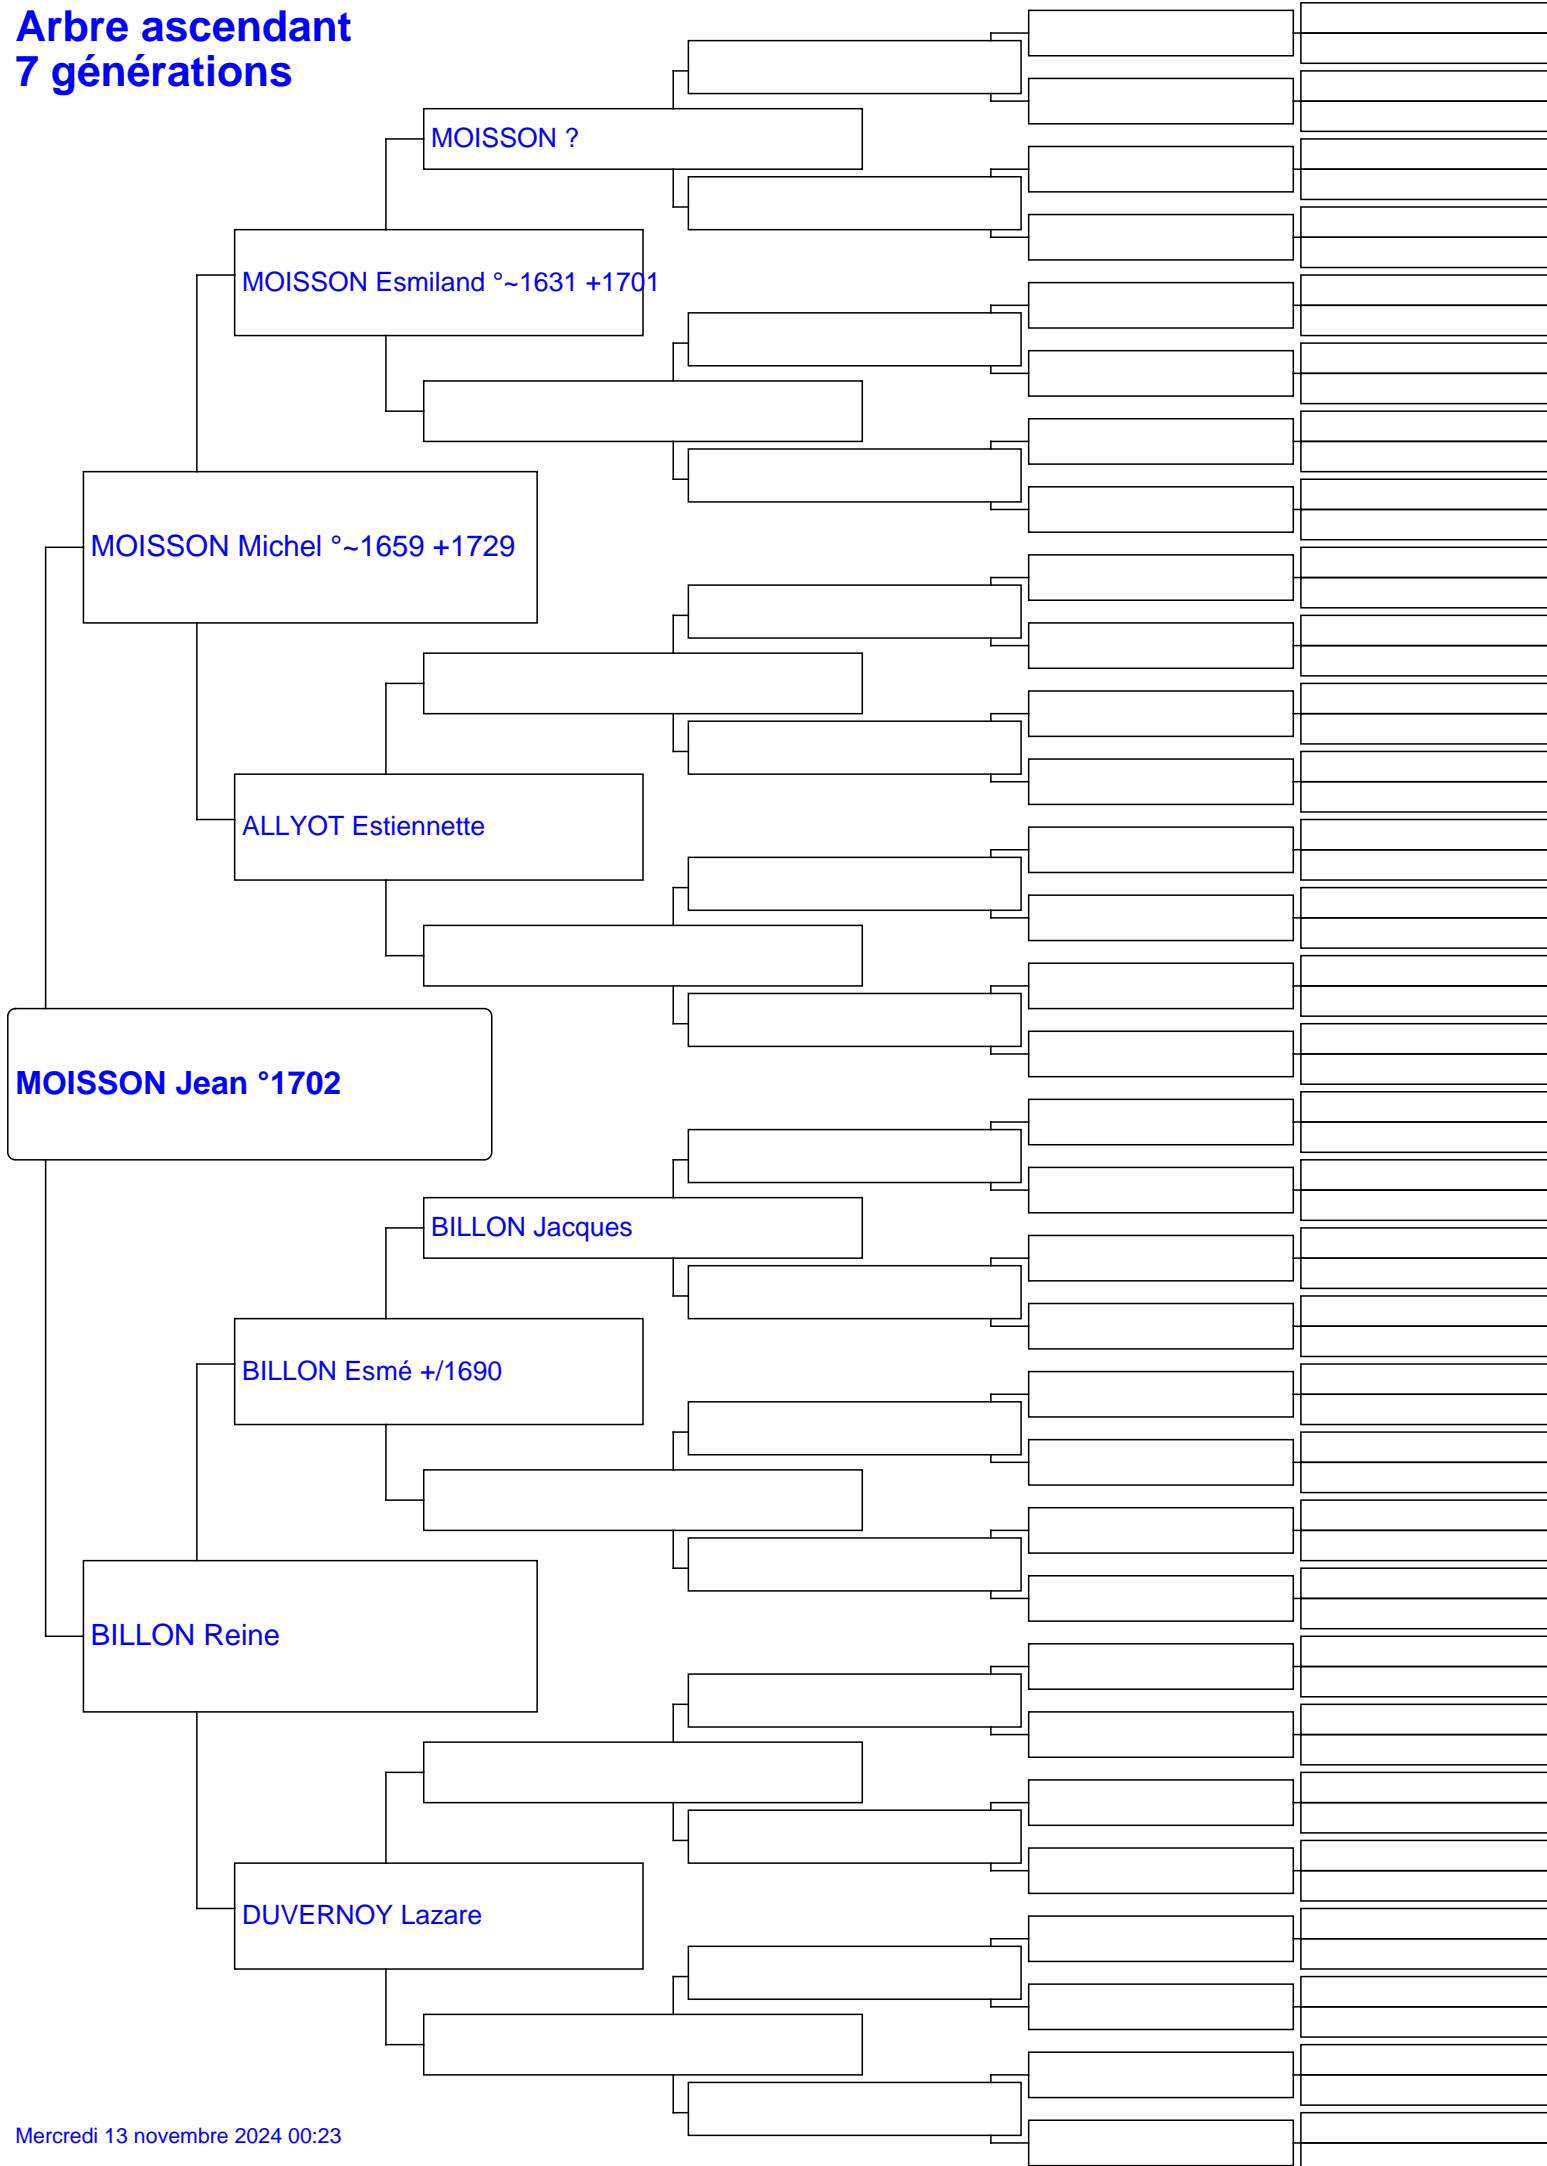 Arbre ascendant
7 générations
MOISSON ?
MOISSON Esmiland °~1631 +1701
MOISSON Michel °~1659 +1729
ALLYOT Estiennette
MOISSON Jean °1702
BILLON Jacques
BILLON Esmé +/1690
BILLON Reine
DUVERNOY Lazare
Mercredi 13 novembre 2024 00:23